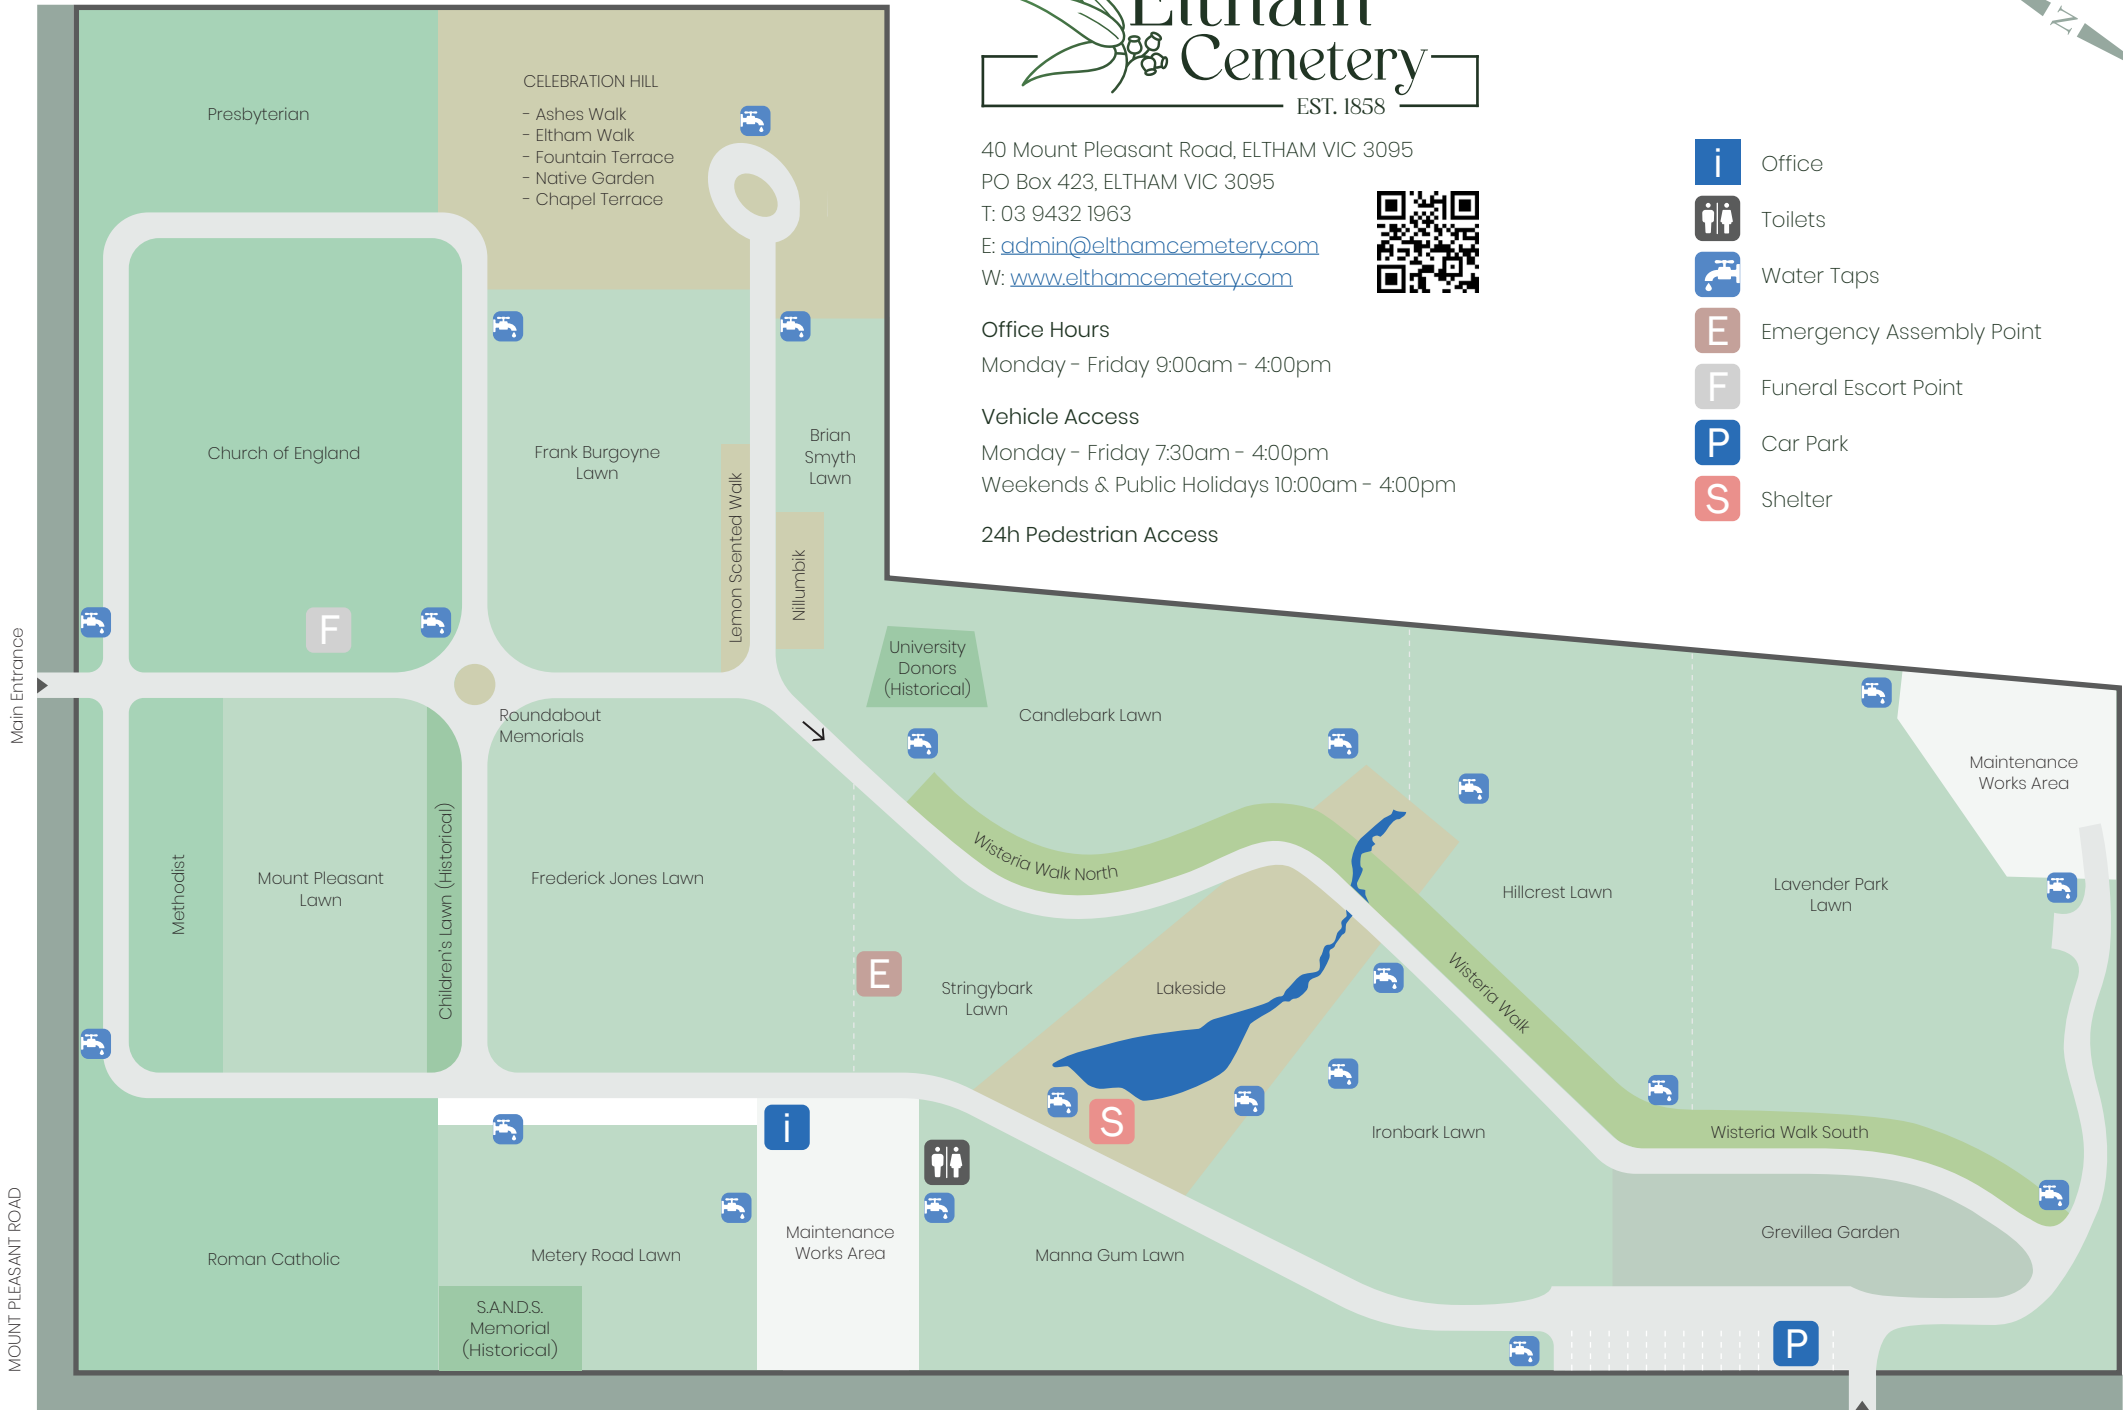 Eltham
Cemetery
EST. 1858
40 Mount Pleasant Road, ELTHAM VIC 3095
PO Box 423, ELTHAM VIC 3095
T: 03 9432 1963
E: admin@elthamcemetery.com
W: www.elthamcemetery.com
Office Hours
Monday - Friday 9:00am - 4:00pm
Vehicle Access
Monday - Friday 7:30am - 4:00pm
Weekends & Public Holidays 10:00am - 4:00pm
24h Pedestrian Access
N
i Office
Toilets
Water Taps
E Emergency Assembly Point
F Funeral Escort Point
P Car Park
S Shelter
Presbyterian
CELEBRATION HILL
- Ashes Walk
- Eltham Walk
- Fountain Terrace
- Native Garden
- Chapel Terrace
Church of England
Frank Burgoyne
Lawn
Brian
Smyth
Lawn
Lemon Scented Walk
Nillumbik
F
Main Entrance
University
Donors
(Historical)
Roundabout
Memorials
Candlebark Lawn
Maintenance
Works Area
Methodist
Mount Pleasant
Lawn
Children's Lawn (Historical)
Frederick Jones Lawn
Wisteria Walk North
Hillcrest Lawn
Lavender Park
Lawn
E
Stringybark
Lawn
Lakeside
Wisteria Walk
S
i
Ironbark Lawn
Wisteria Walk South
MOUNT PLEASANT ROAD
Roman Catholic
Metery Road Lawn
Maintenance
Works Area
Manna Gum Lawn
Grevillea Garden
S.A.N.D.S.
Memorial
(Historical)
P